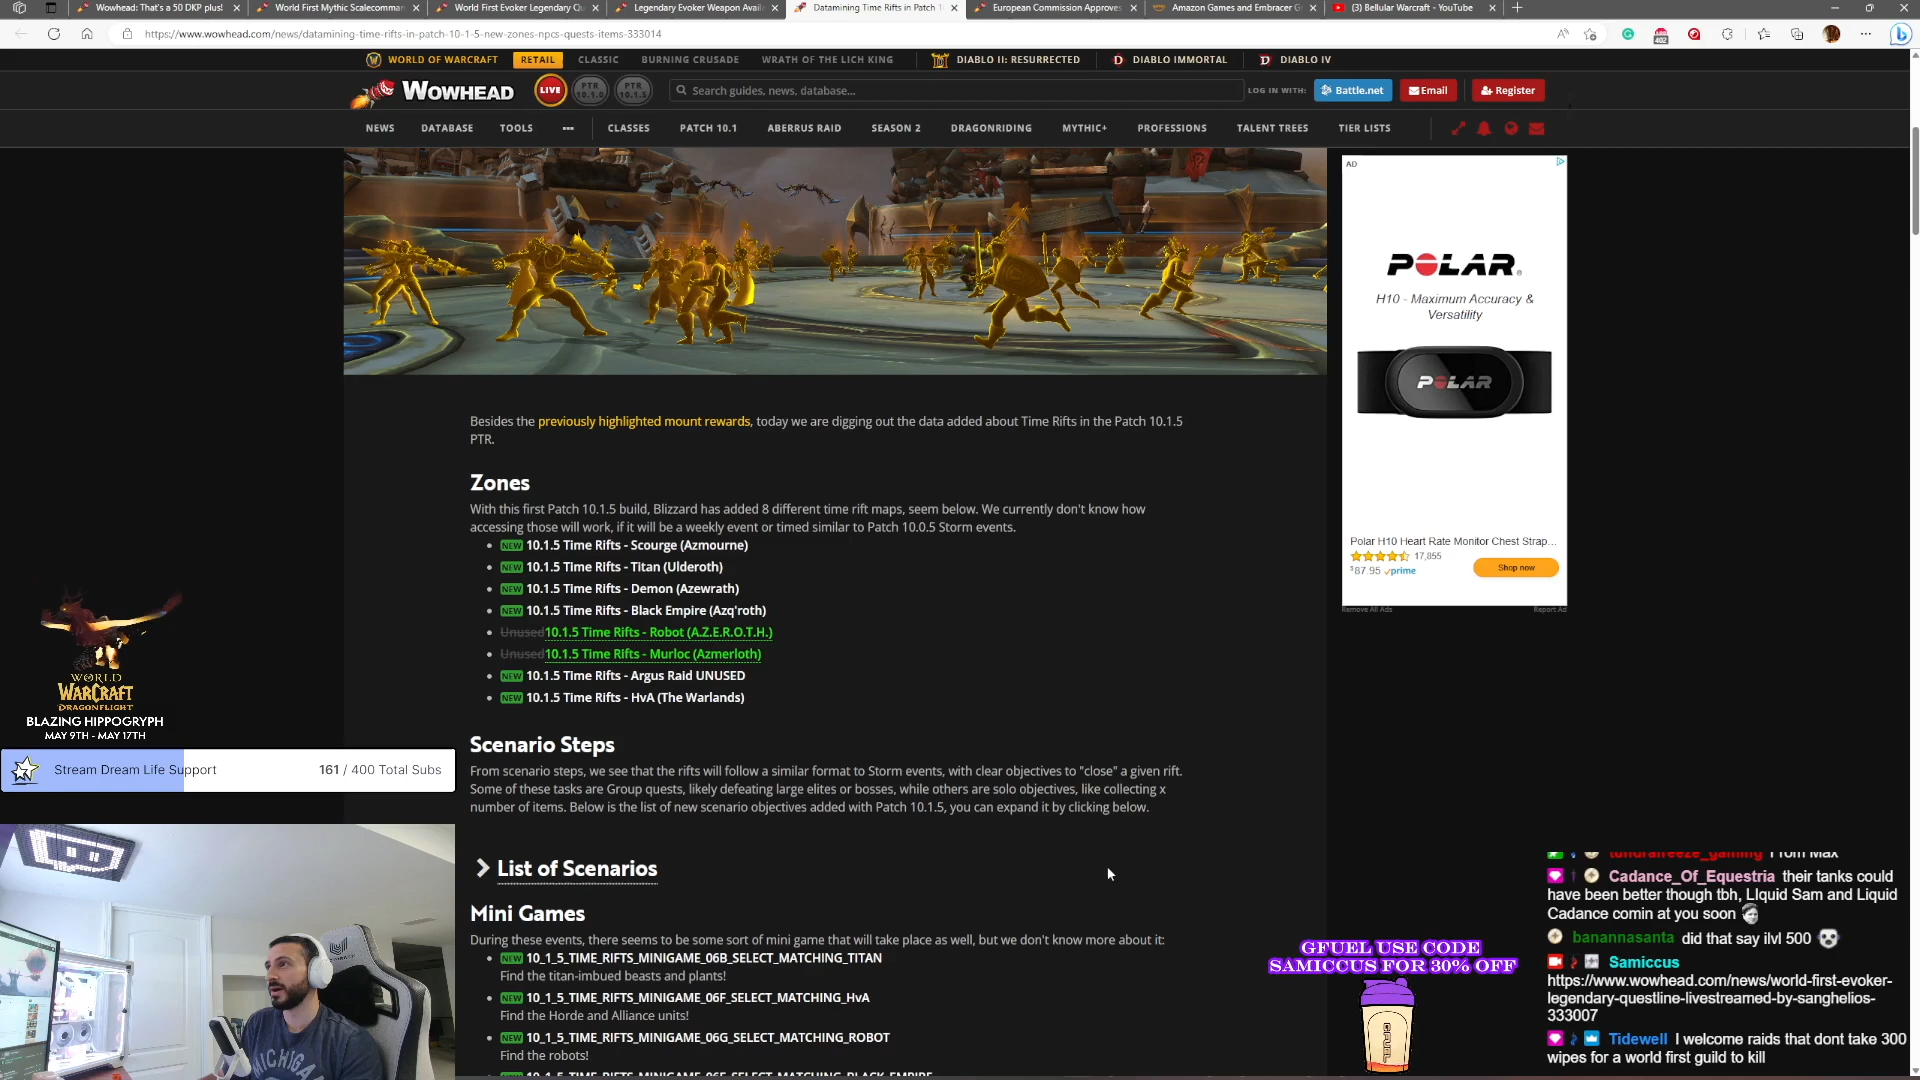 Wowhead: That's a 50 DKP plus!
World First Mythic Scalecomman
World First Evoker Legendary Qu
Legendary Evoker Weapon Avail
Datamining Time Rifts in Patch 1
European Commission Approves
Amazon Games and Embracer G
(3) Bellular Warcraft - YouTube
https://www.wowhead.com/news/datamining-time-rifts-in-patch-10-1-5-new-zones-npcs-quests-items-333014
WORLD OF WARCRAFT RETAIL CLASSIC BURNING CRUSADE WRATH OF THE LICH KING DIABLO II: RESURRECTED DIABLO IMMORTAL DIABLO IV
WOWHEAD LIVE PTR 10.1.0 PTR 10.1.5 Search guides, news, database... LOG IN WITH: Battle.net Email Register
NEWS DATABASE TOOLS ... CLASSES PATCH 10.1 ABERRUS RAID SEASON 2 DRAGONRIDING MYTHIC+ PROFESSIONS TALENT TREES TIER LISTS
Besides the previously highlighted mount rewards, today we are digging out the data added about Time Rifts in the Patch 10.1.5
PTR.
Zones
With this first Patch 10.1.5 build, Blizzard has added 8 different time rift maps, seem below. We currently don't know how
accessing those will work, if it will be a weekly event or timed similar to Patch 10.0.5 Storm events.
NEW 10.1.5 Time Rifts - Scourge (Azmourne)
NEW 10.1.5 Time Rifts - Titan (Ulderoth)
NEW 10.1.5 Time Rifts - Demon (Azewrath)
NEW 10.1.5 Time Rifts - Black Empire (Azq'roth)
Unused 10.1.5 Time Rifts - Robot (A.Z.E.R.O.T.H.)
Unused 10.1.5 Time Rifts - Murloc (Azmerloth)
NEW 10.1.5 Time Rifts - Argus Raid UNUSED
NEW 10.1.5 Time Rifts - HvA (The Warlands)
Scenario Steps
From scenario steps, we see that the rifts will follow a similar format to Storm events, with clear objectives to "close" a given rift.
Some of these tasks are Group quests, likely defeating large elites or bosses, while others are solo objectives, like collecting x
number of items. Below is the list of new scenario objectives added with Patch 10.1.5, you can expand it by clicking below.
List of Scenarios
Mini Games
During these events, there seems to be some sort of mini game that will take place as well, but we don't know more about it:
NEW 10_1_5_TIME_RIFTS_MINIGAME_06B_SELECT_MATCHING_TITAN
Find the titan-imbued beasts and plants!
NEW 10_1_5_TIME_RIFTS_MINIGAME_06F_SELECT_MATCHING_HvA
Find the Horde and Alliance units!
NEW 10_1_5_TIME_RIFTS_MINIGAME_06G_SELECT_MATCHING_ROBOT
Find the robots!
AD
POLAR
H10 - Maximum Accuracy &
Versatility
POLAR
Polar H10 Heart Rate Monitor Chest Strap...
17,855
$87.95 prime
Shop now
Remove All Ads
Report Ad
WORLD
WARCRAFT
DRAGONFLIGHT
BLAZING HIPPOGRYPH
MAY 9TH - MAY 17TH
Stream Dream Life Support 161 / 400 Total Subs
MICHIGAN
GFUEL USE CODE
SAMICCUS FOR 30% OFF
GFUEL
tundrafreeze_gaming From Max
Cadance_Of_Equestria their tanks could
have been better though tbh, LIquid Sam and Liquid
Cadance comin at you soon
banannasanta did that say ilvl 500
Samiccus
https://www.wowhead.com/news/world-first-evoker-
legendary-questline-livestreamed-by-sanghelios-
333007
Tidewell I welcome raids that dont take 300
wipes for a world first guild to kill